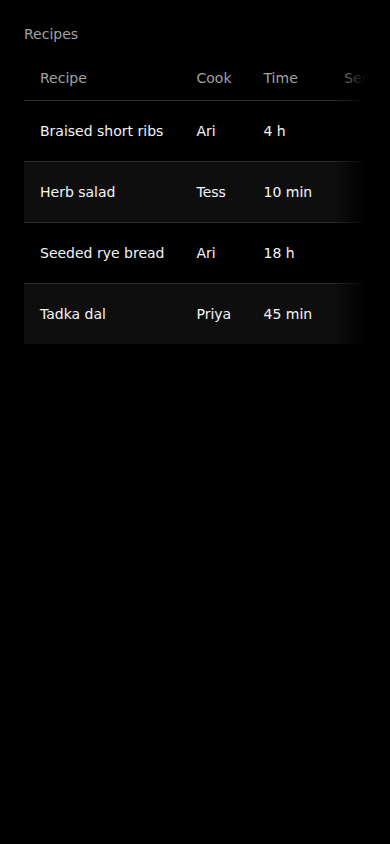 Recipes
Recipe Cook Time
Braised short ribs Ari 4 h
Herb salad Tess 10 min
Seeded rye bread Ari 18 h
Tadka dal Priya 45 min